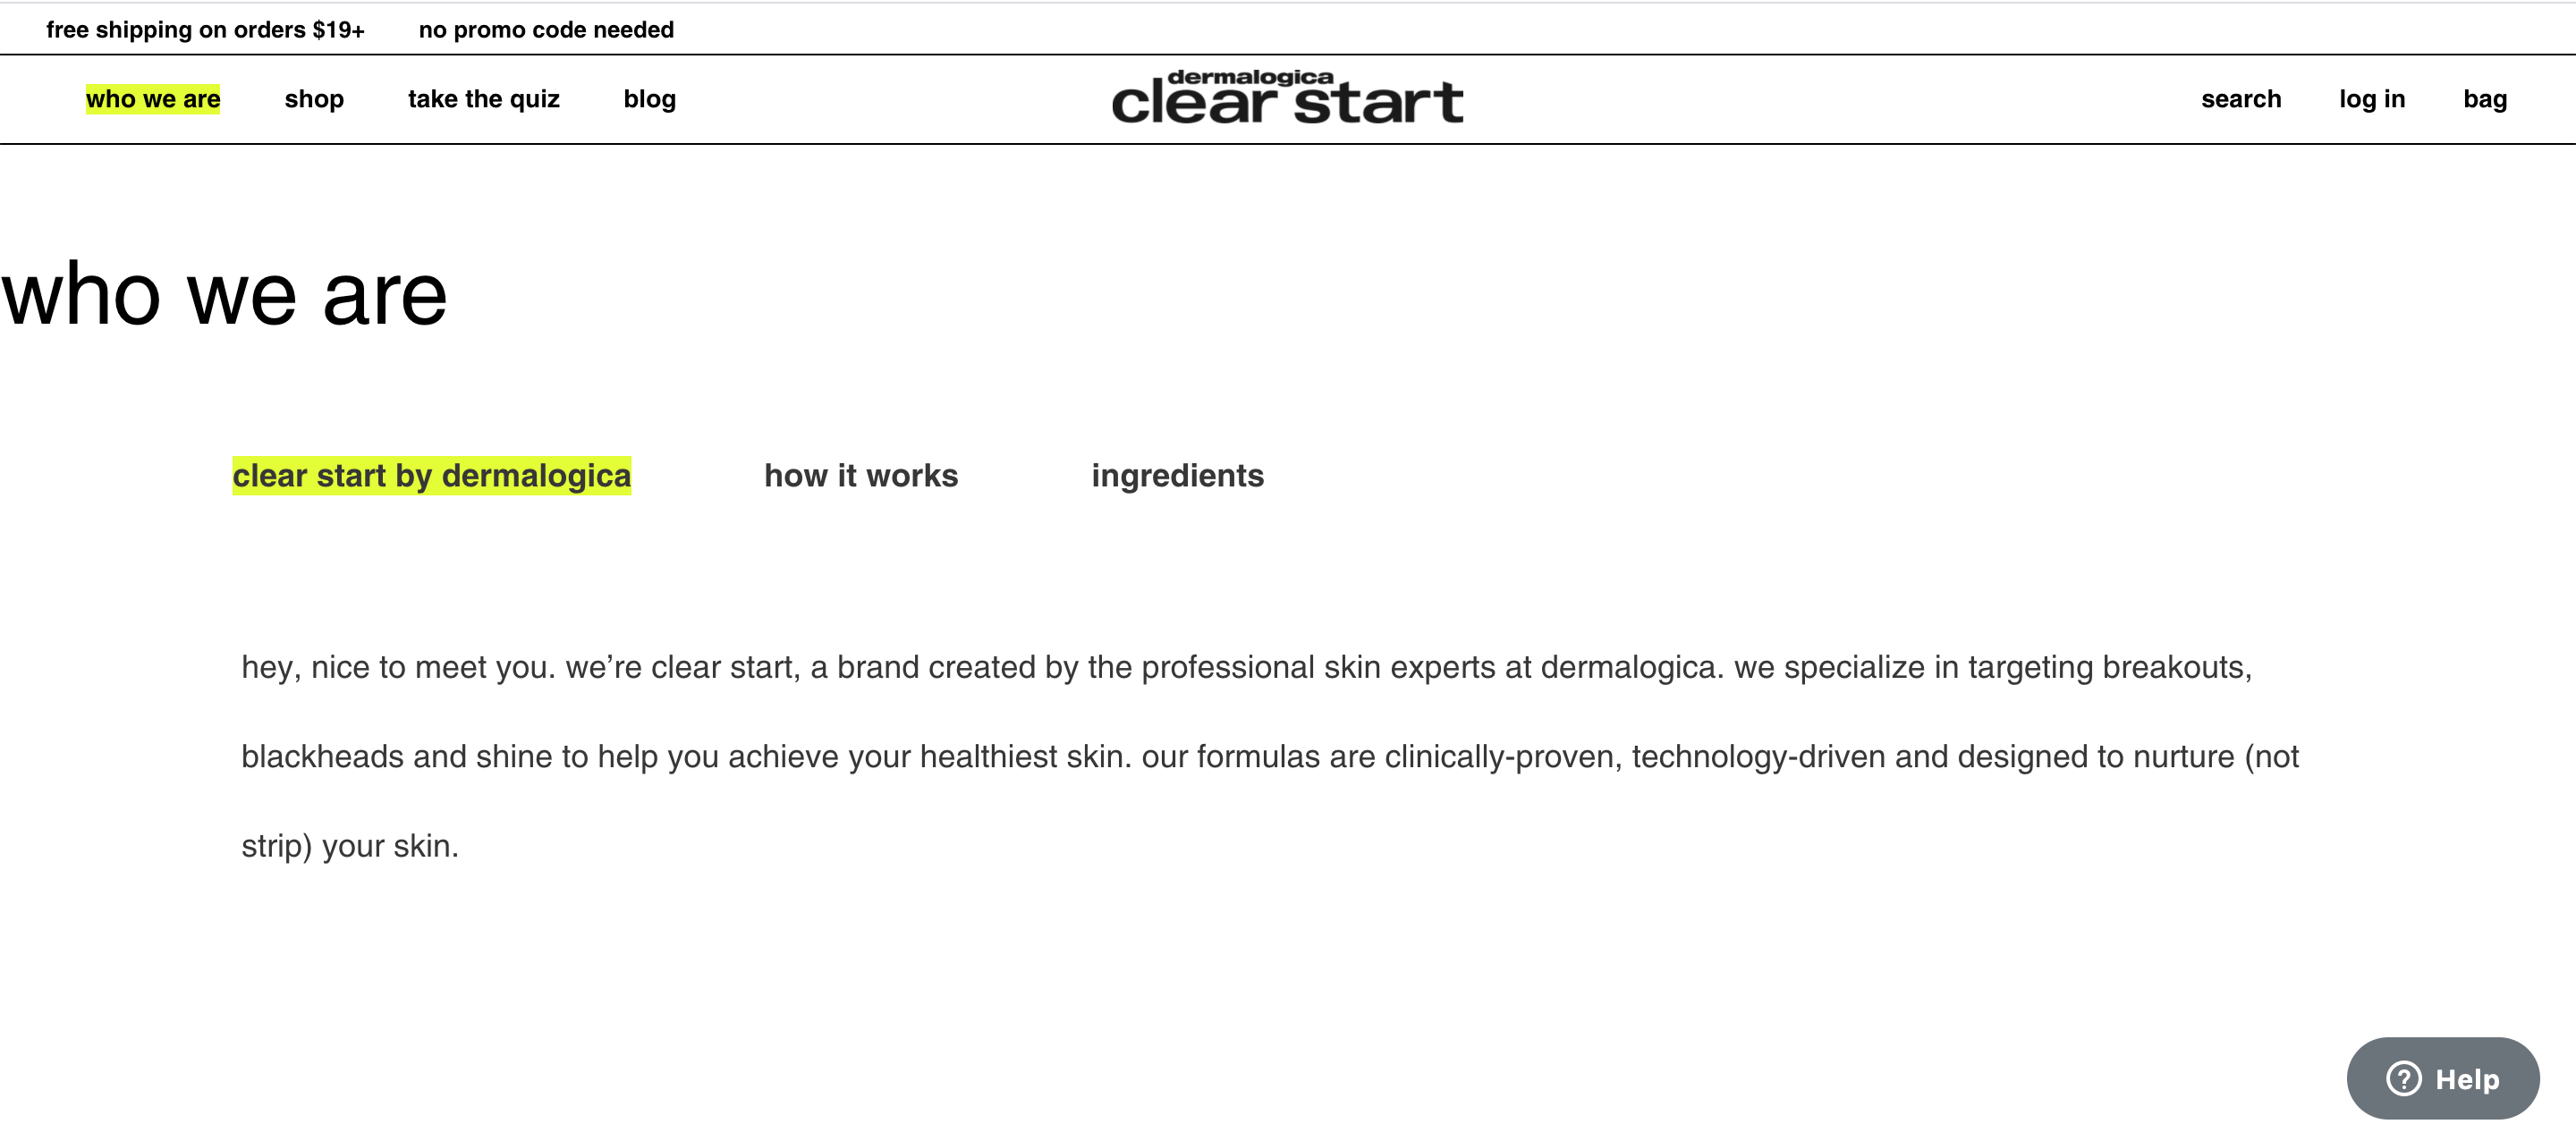 free shipping on orders $19+ no promo code needed
who we are shop take the quiz blog
dermalogica
clear start
search log in bag
who we are
clear start by dermalogica how it works ingredients
hey, nice to meet you. we’re clear start, a brand created by the professional skin experts at dermalogica. we specialize in targeting breakouts,
blackheads and shine to help you achieve your healthiest skin. our formulas are clinically-proven, technology-driven and designed to nurture (not
strip) your skin.
? Help